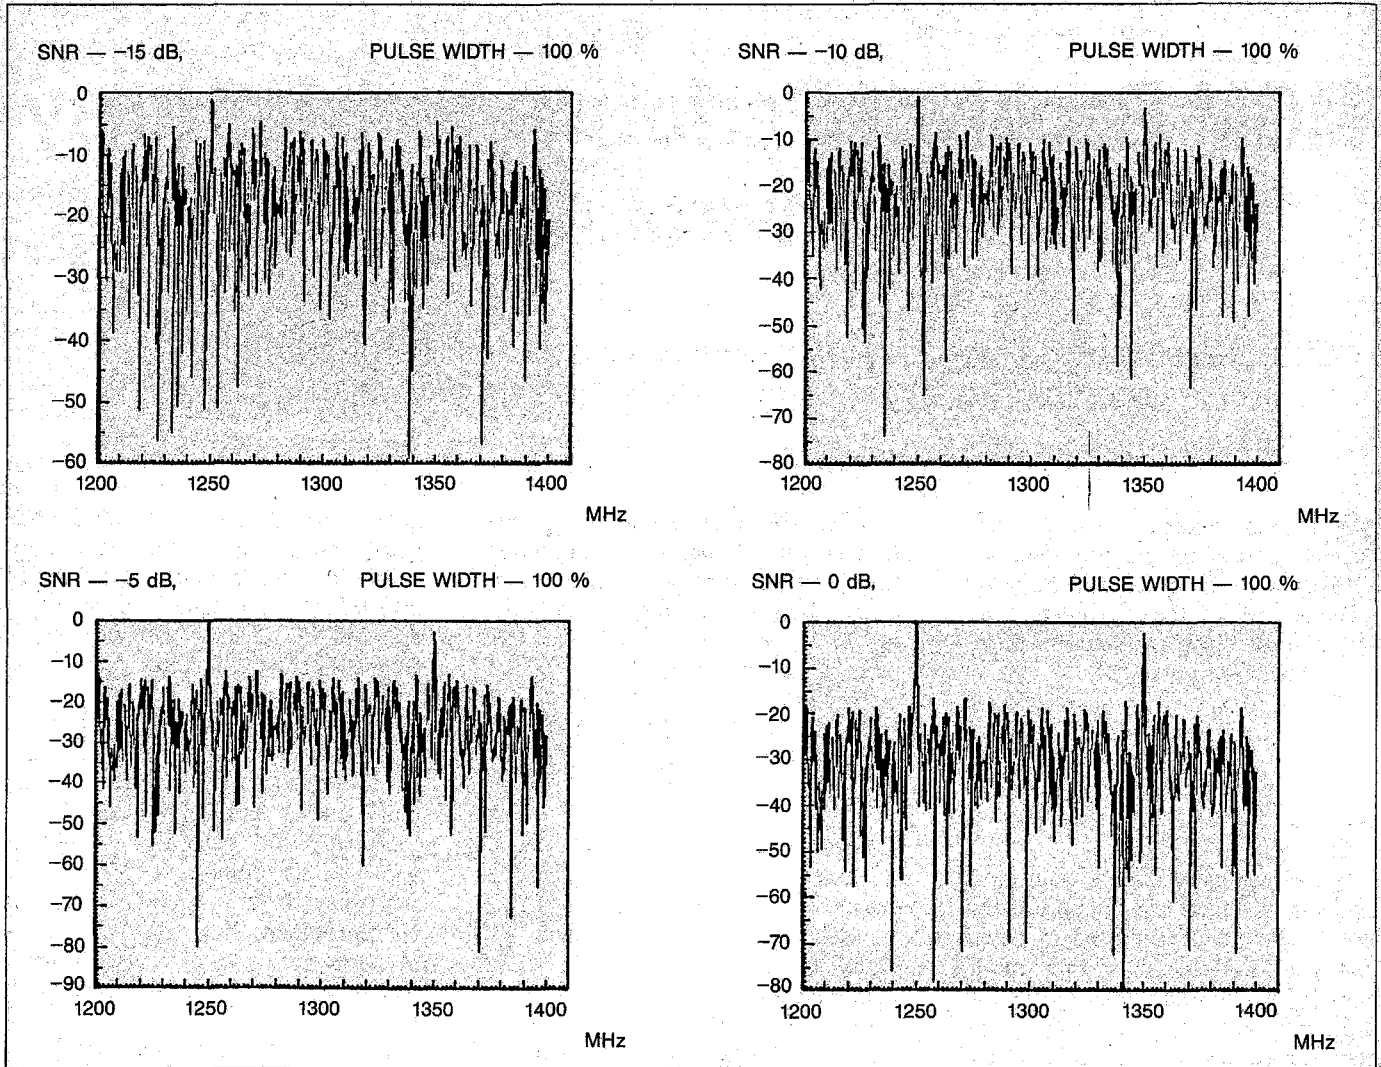 SNR — –15 dB, PULSE WIDTH — 100 %
0
–10
–20
–30
–40
–50
–60
1200 1250 1300 1350 1400
MHz
SNR — –10 dB, PULSE WIDTH — 100 %
0
–10
–20
–30
–40
–50
–60
–70
–80
1200 1250 1300 1350 1400
MHz
SNR — –5 dB, PULSE WIDTH — 100 %
0
–10
–20
–30
–40
–50
–60
–70
–80
–90
1200 1250 1300 1350 1400
MHz
SNR — 0 dB, PULSE WIDTH — 100 %
0
–10
–20
–30
–40
–50
–60
–70
–80
1200 1250 1300 1350 1400
MHz